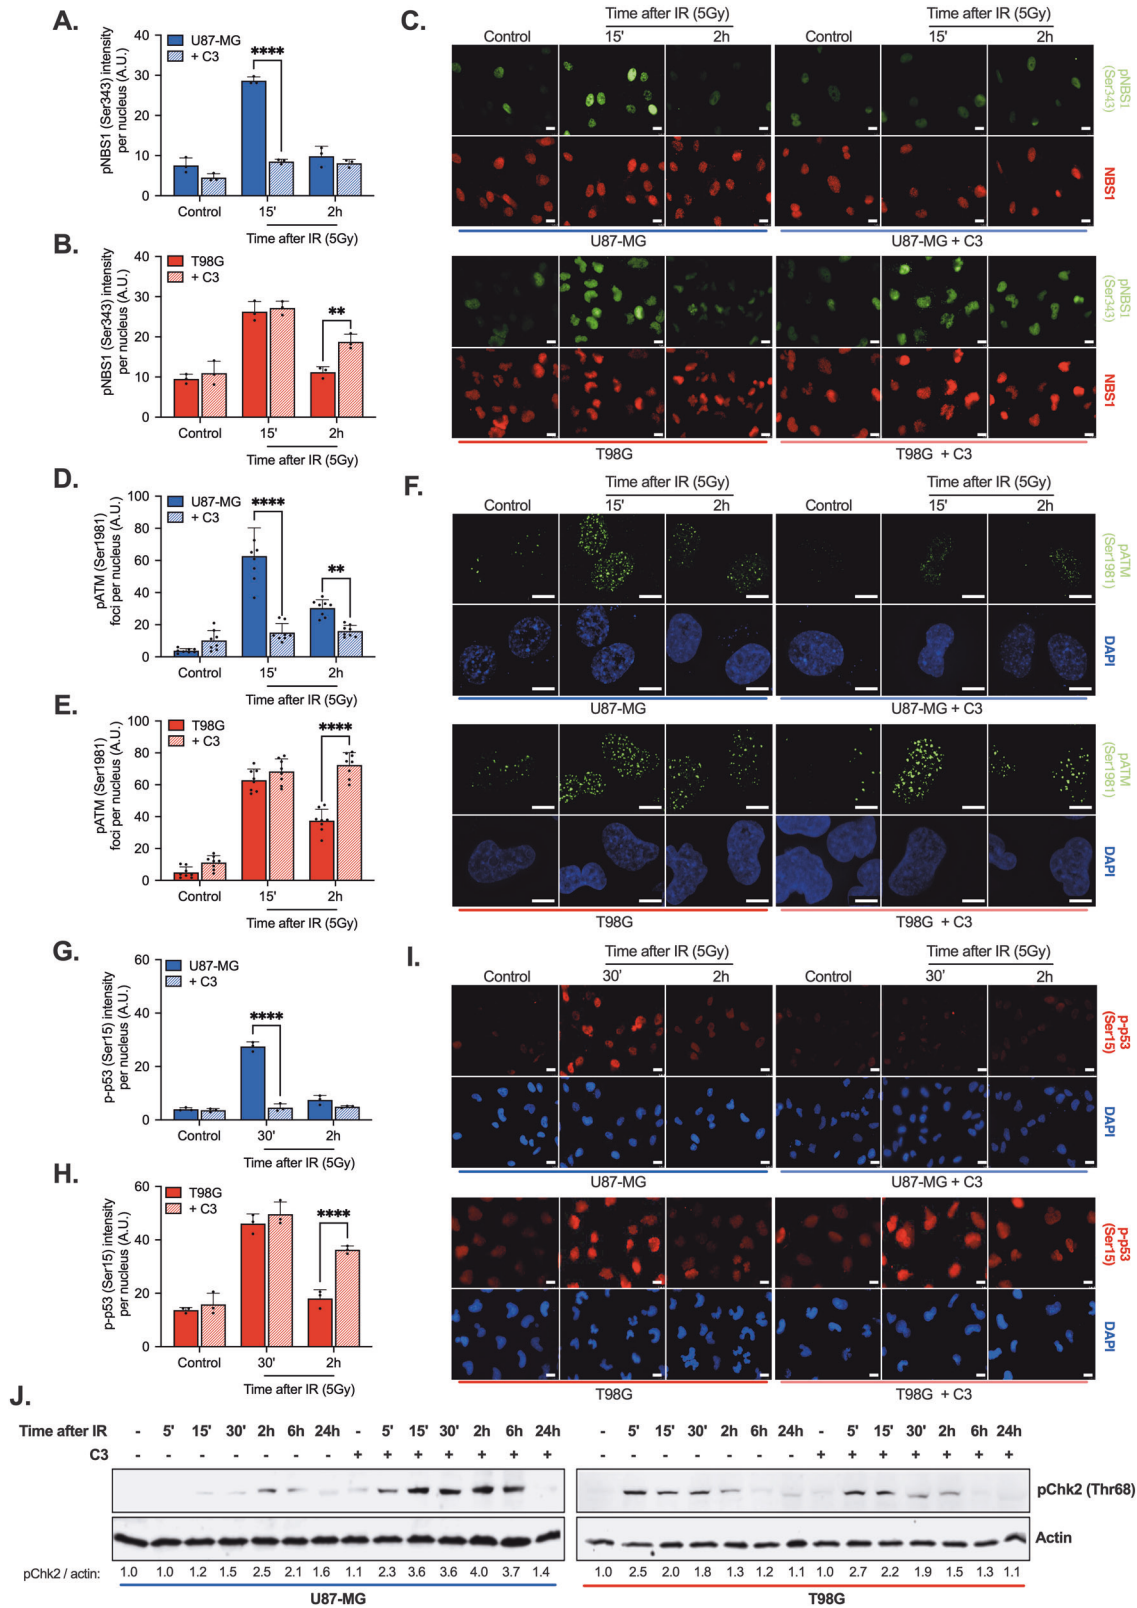 A.
pNBS1 (Ser343) intensity
per nucleus (A.U.)
40
30
20
10
0
U87-MG
+ C3
****
Control
15'
2h
Time after IR (5Gy)
B.
pNBS1 (Ser343) intensity
per nucleus (A.U.)
40
30
20
10
0
T98G
+ C3
**
Control
15'
2h
Time after IR (5Gy)
C.
Time after IR (5Gy)
Time after IR (5Gy)
Control
15'
2h
Control
15'
2h
pNBS1
(Ser343)
NBS1
U87-MG
U87-MG + C3
pNBS1
(Ser343)
NBS1
T98G
T98G + C3
D.
pATM (Ser1981)
foci per nucleus (A.U.)
100
80
60
40
20
0
U87-MG
+ C3
****
**
Control
15'
2h
Time after IR (5Gy)
E.
pATM (Ser1981)
foci per nucleus (A.U.)
100
80
60
40
20
0
T98G
+ C3
****
Control
15'
2h
Time after IR (5Gy)
F.
Time after IR (5Gy)
Time after IR (5Gy)
Control
15'
2h
Control
15'
2h
pATM
(Ser1981)
DAPI
U87-MG
U87-MG + C3
pATM
(Ser1981)
DAPI
T98G
T98G + C3
G.
p-p53 (Ser15) intensity
per nucleus (A.U.)
60
40
20
0
U87-MG
+ C3
****
Control
30'
2h
Time after IR (5Gy)
H.
p-p53 (Ser15) intensity
per nucleus (A.U.)
60
40
20
0
T98G
+ C3
****
Control
30'
2h
Time after IR (5Gy)
I.
Time after IR (5Gy)
Time after IR (5Gy)
Control
30'
2h
Control
30'
2h
p-p53
(Ser15)
DAPI
U87-MG
U87-MG + C3
p-p53
(Ser15)
DAPI
T98G
T98G + C3
J.
Time after IR - 5' 15' 30' 2h 6h 24h - 5' 15' 30' 2h 6h 24h - 5' 15' 30' 2h 6h 24h - 5' 15' 30' 2h 6h 24h
C3 - - - - - - - + + + + + + + - - - - - - - + + + + + + +
pChk2 (Thr68)
Actin
pChk2 / actin: 1.0 1.0 1.2 1.5 2.5 2.1 1.6 1.1 2.3 3.6 3.6 4.0 3.7 1.4 1.0 2.5 2.0 1.8 1.3 1.2 1.1 1.0 2.7 2.2 1.9 1.5 1.3 1.1
U87-MG
T98G